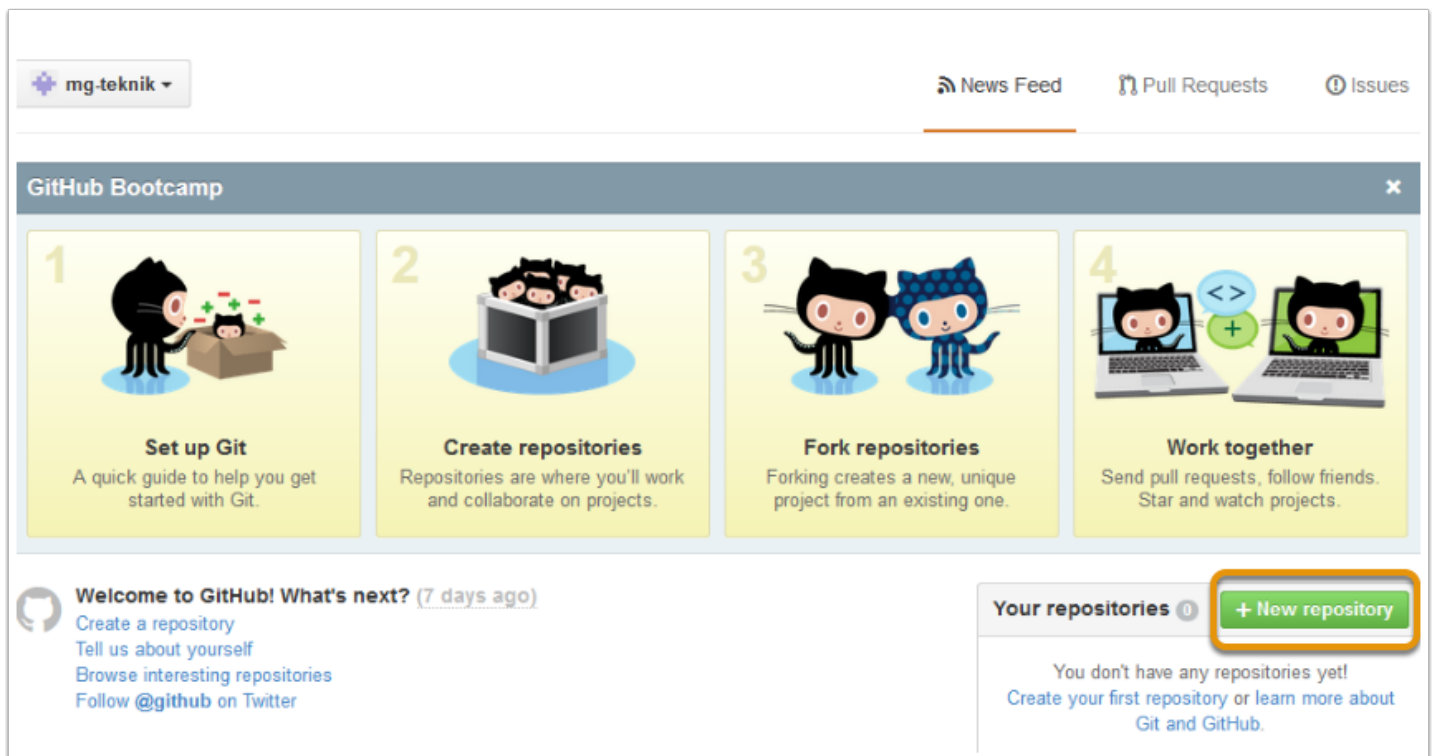 mg-teknik
News Feed
Pull Requests
Issues
GitHub Bootcamp
1
Set up Git
A quick guide to help you get
started with Git.
2
Create repositories
Repositories are where you'll work
and collaborate on projects.
3
Fork repositories
Forking creates a new, unique
project from an existing one.
4
<>
+
Work together
Send pull requests, follow friends.
Star and watch projects.
Welcome to GitHub! What's next? (7 days ago)
Create a repository
Tell us about yourself
Browse interesting repositories
Follow @github on Twitter
Your repositories 0
+ New repository
You don't have any repositories yet!
Create your first repository or learn more about
Git and GitHub.